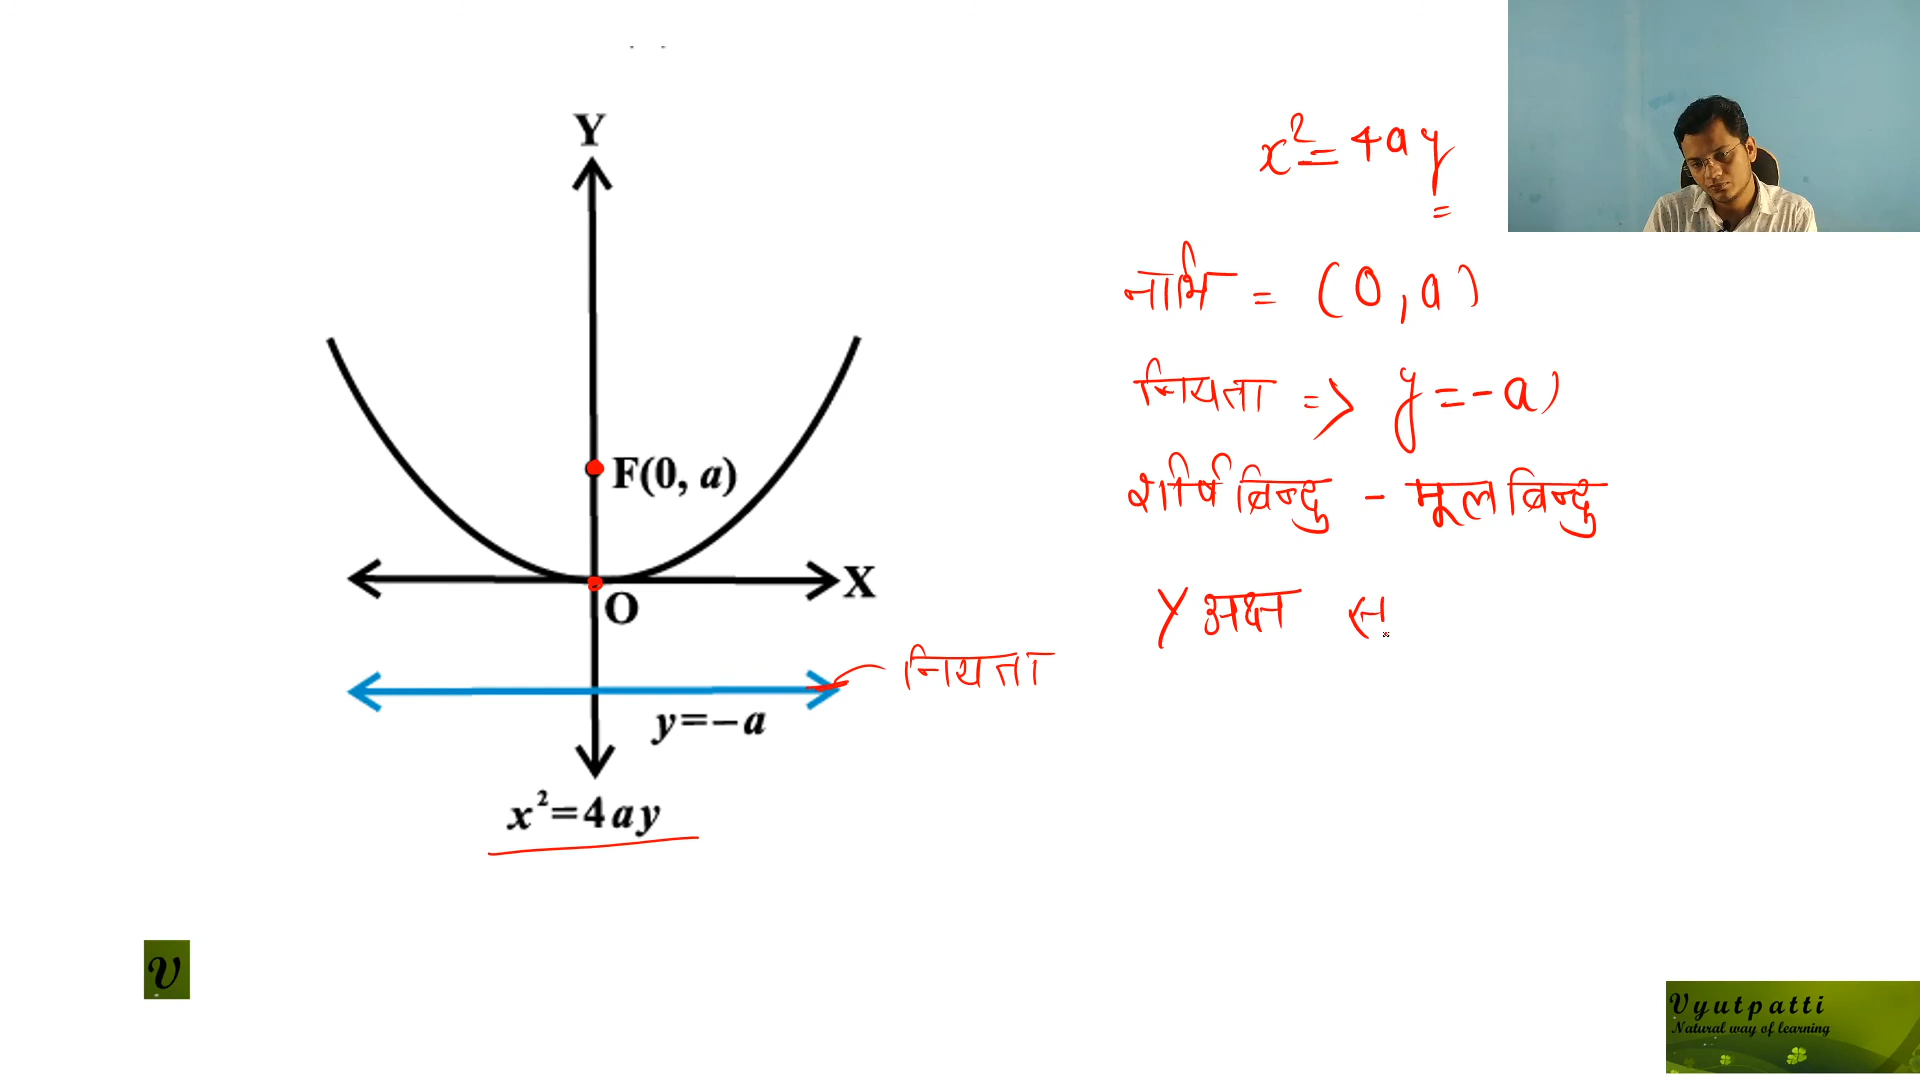 Y
F(0, a)
X
O
y=−a
x²=4ay
नियता
x² = 4ay
नाभि = (0, a)
नियता => y = -a
शीर्ष बिन्दु - मूल बिन्दु
Y अक्ष स
V
Vyutpatti
Natural way of learning